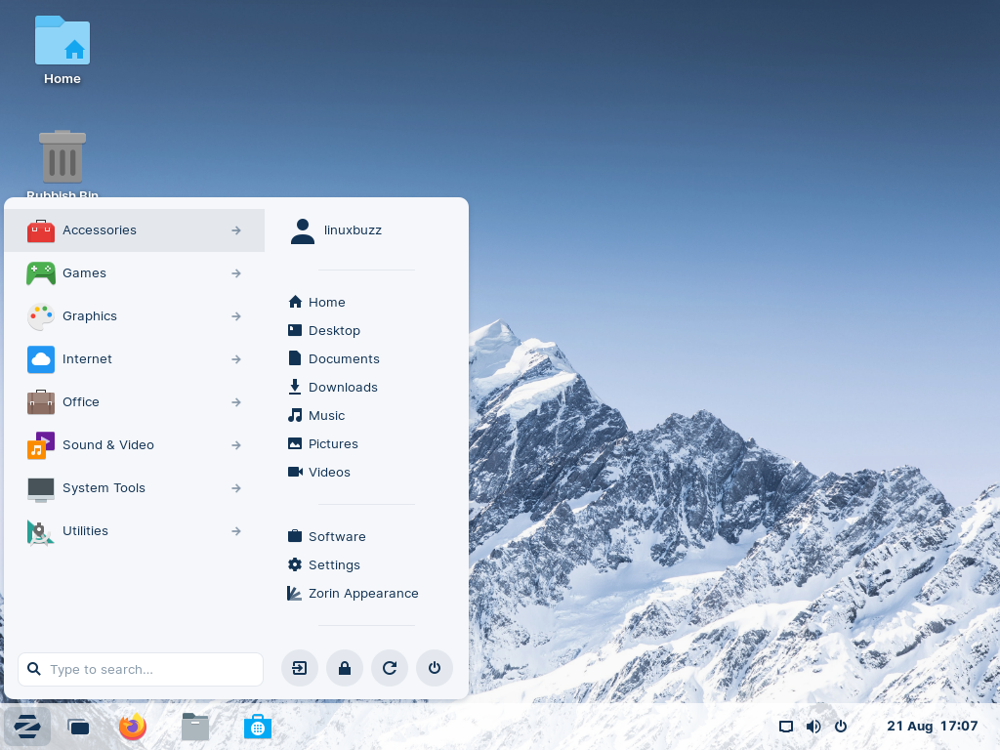 Home
Rubbish Bin
Accessories
Games
Graphics
Internet
Office
Sound & Video
System Tools
Utilities
Type to search...
linuxbuzz
Home
Desktop
Documents
Downloads
Music
Pictures
Videos
Software
Settings
Zorin Appearance
21 Aug 17:07